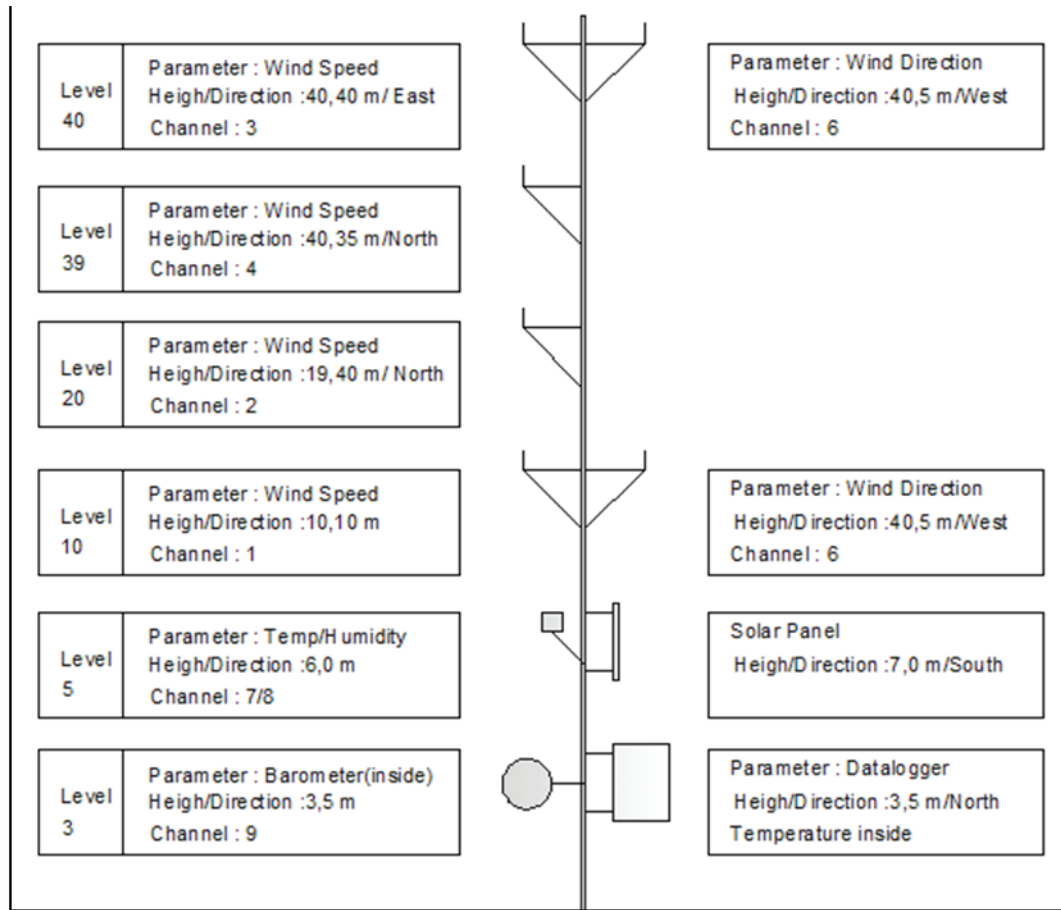 Level
40
Parameter : Wind Speed
Heigh/Direction :40,40 m/ East
Channel : 3
Parameter : Wind Direction
Heigh/Direction :40,5 m/West
Channel : 6
Level
39
Parameter : Wind Speed
Heigh/Direction :40,35 m/North
Channel : 4
Level
20
Parameter : Wind Speed
Heigh/Direction :19,40 m/ North
Channel : 2
Level
10
Parameter : Wind Speed
Heigh/Direction :10,10 m
Channel : 1
Parameter : Wind Direction
Heigh/Direction :40,5 m/West
Channel : 6
Level
5
Parameter : Temp/Humidity
Heigh/Direction :6,0 m
Channel : 7/8
Solar Panel
Heigh/Direction :7,0 m/South
Level
3
Parameter : Barometer(inside)
Heigh/Direction :3,5 m
Channel : 9
Parameter : Datalogger
Heigh/Direction :3,5 m/North
Temperature inside